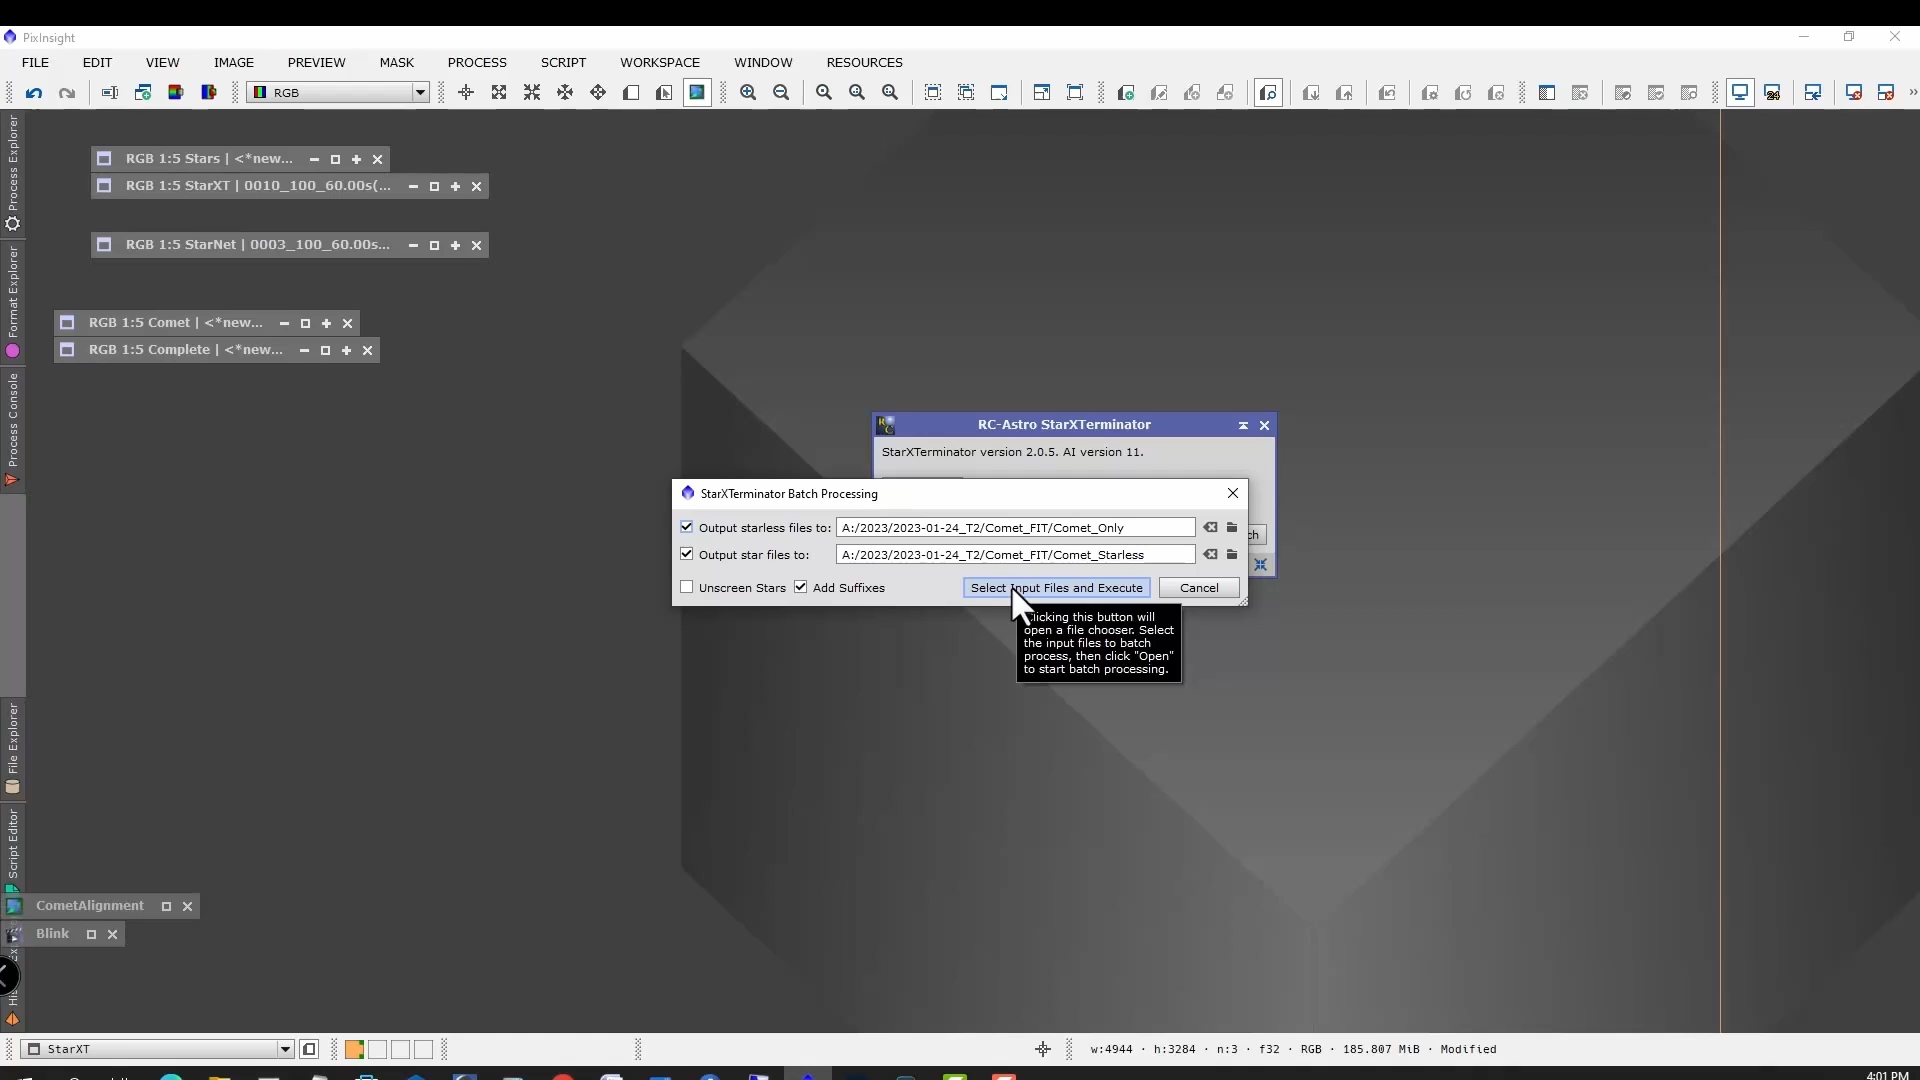 PixInsight
FILE EDIT VIEW IMAGE PREVIEW MASK PROCESS SCRIPT WORKSPACE WINDOW RESOURCES
RGB
24
Process Explorer
Format Explorer
Process Console
File Explorer
Script Editor
RGB 1:5 Stars | <*new...
RGB 1:5 StarXT | 0010_100_60.00s(...
RGB 1:5 StarNet | 0003_100_60.00s...
RGB 1:5 Comet | <*new...
RGB 1:5 Complete | <*new...
RC-Astro StarXTerminator
StarXTerminator version 2.0.5. AI version 11.
StarXTerminator Batch Processing
Output starless files to: A:/2023/2023-01-24_T2/Comet_FIT/Comet_Only
Output star files to: A:/2023/2023-01-24_T2/Comet_FIT/Comet_Starless
Unscreen Stars Add Suffixes Select Input Files and Execute Cancel
Clicking this button will
open a file chooser. Select
the input files to batch
process, then click "Open"
to start batch processing.
CometAlignment
Blink
StarXT
w:4944 · h:3284 · n:3 · f32 · RGB · 185.807 MiB · Modified
4:01 PM